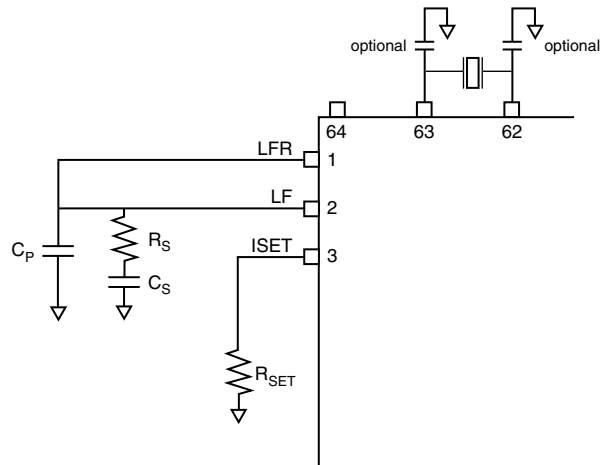 optional
optional
64
63
62
LFR
1
LF
2
R_S
C_P
ISET
3
C_S
R_SET